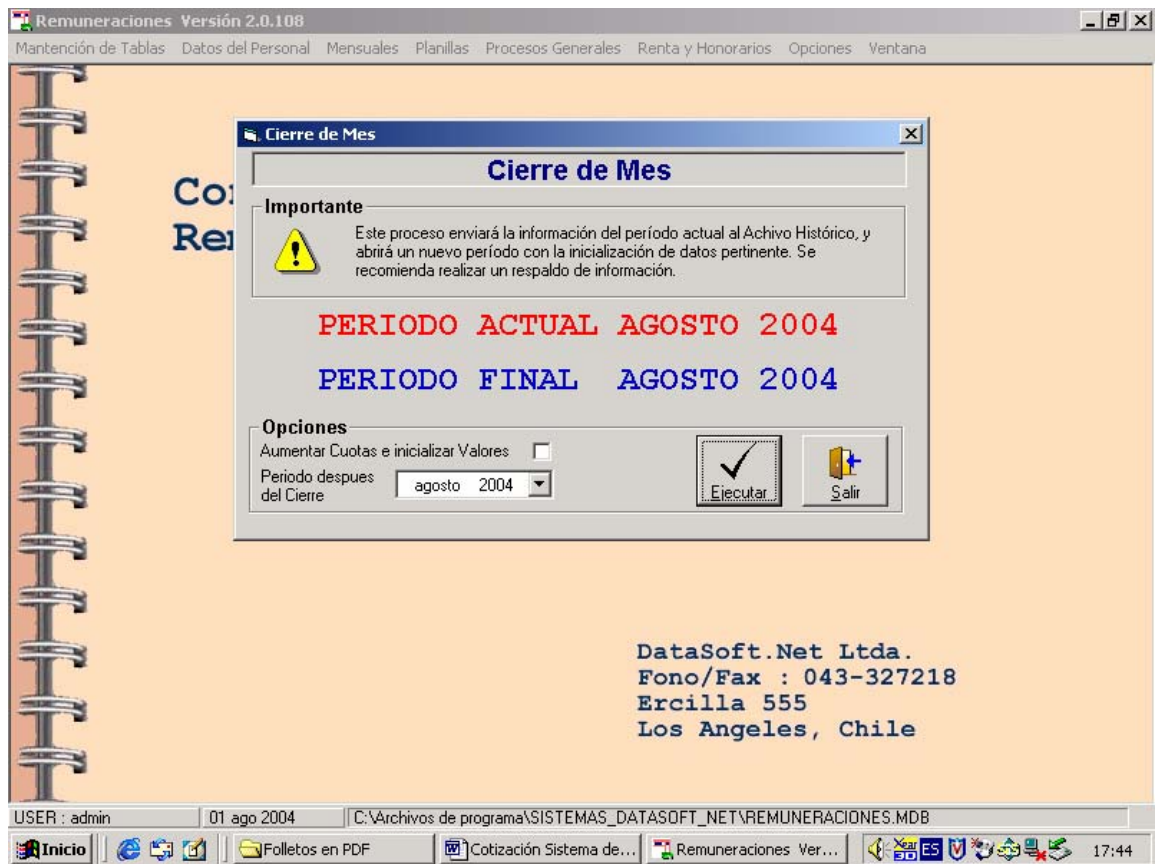 Remuneraciones Versión 2.0.108
Mantención de Tablas Datos del Personal Mensuales Planillas Procesos Generales Renta y Honorarios Opciones Ventana
Cierre de Mes
Cierre de Mes
Importante
Este proceso enviará la información del período actual al Achivo Histórico, y
abrirá un nuevo período con la inicialización de datos pertinente. Se
recomienda realizar un respaldo de información.
PERIODO ACTUAL AGOSTO 2004
PERIODO FINAL AGOSTO 2004
Opciones
Aumentar Cuotas e inicializar Valores
Periodo despues
del Cierre
agosto 2004
Ejecutar
Salir
DataSoft.Net Ltda.
Fono/Fax : 043-327218
Ercilla 555
Los Angeles, Chile
USER : admin 01 ago 2004 C:\Archivos de programa\SISTEMAS_DATASOFT_NET\REMUNERACIONES.MDB
Inicio Folletos en PDF Cotización Sistema de... Remuneraciones Ver... ES 17:44